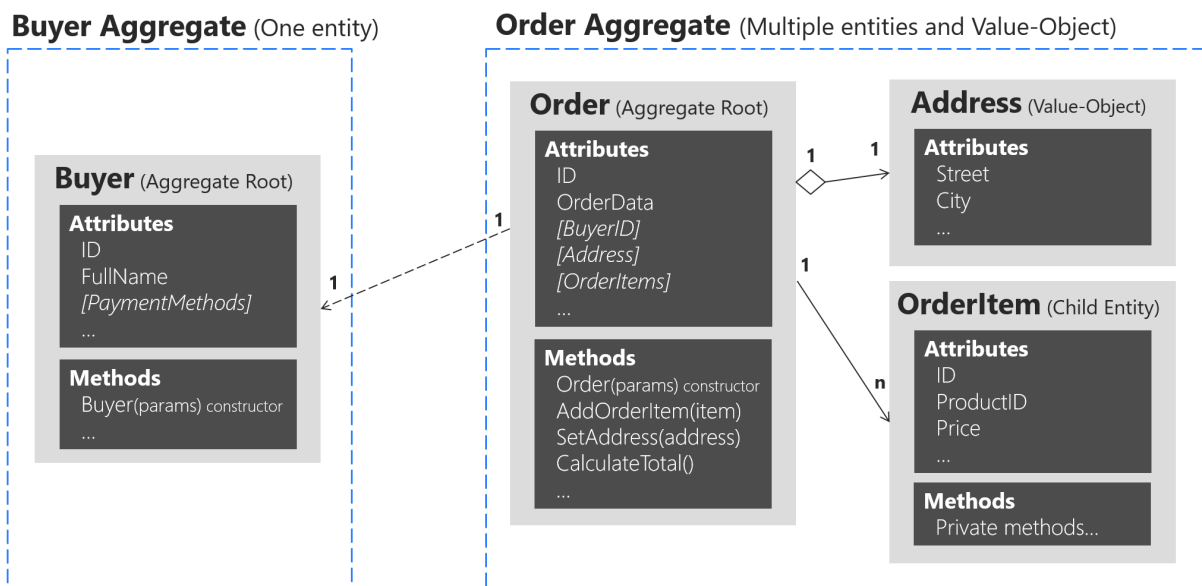 Buyer Aggregate (One entity)
Buyer (Aggregate Root)
Attributes
ID
FullName
[PaymentMethods]
...
Methods
Buyer(params) constructor
...
1
1
Order Aggregate (Multiple entities and Value-Object)
Order (Aggregate Root)
Attributes
ID
OrderData
[BuyerID]
[Address]
[OrderItems]
...
Methods
Order(params) constructor
AddOrderItem(item)
SetAddress(address)
CalculateTotal()
...
1
1
1
n
Address (Value-Object)
Attributes
Street
City
...
OrderItem (Child Entity)
Attributes
ID
ProductID
Price
...
Methods
Private methods...